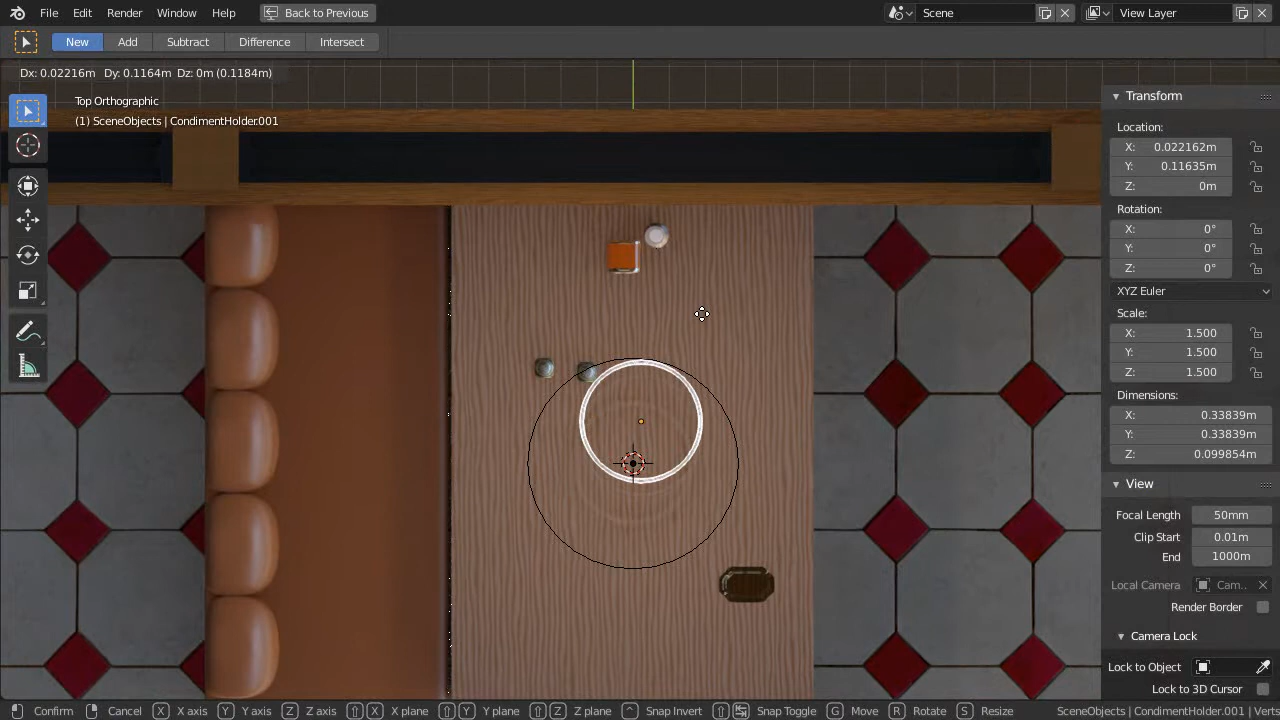 File Edit Render Window Help Back to Previous Scene View Layer
New Add Subtract Difference Intersect
Dx: 0.02216m Dy: 0.1164m Dz: 0m (0.1184m)
Top Orthographic
(1) SceneObjects | CondimentHolder.001
Transform
Location:
X: 0.022162m
Y: 0.11635m
Z: 0m
Rotation:
X: 0°
Y: 0°
Z: 0°
XYZ Euler
Scale:
X: 1.500
Y: 1.500
Z: 1.500
Dimensions:
X: 0.33839m
Y: 0.33839m
Z: 0.099854m
View
Focal Length 50mm
Clip Start 0.01m
End 1000m
Local Camera Cam..
Render Border
Camera Lock
Lock to Object
Lock to 3D Cursor
Confirm Cancel X X axis Y Y axis Z Z axis X X plane Y Y plane Z Z plane ^ Snap Invert Snap Toggle G Move R Rotate S Resize SceneObjects | CondimentHolder.001 | Verts